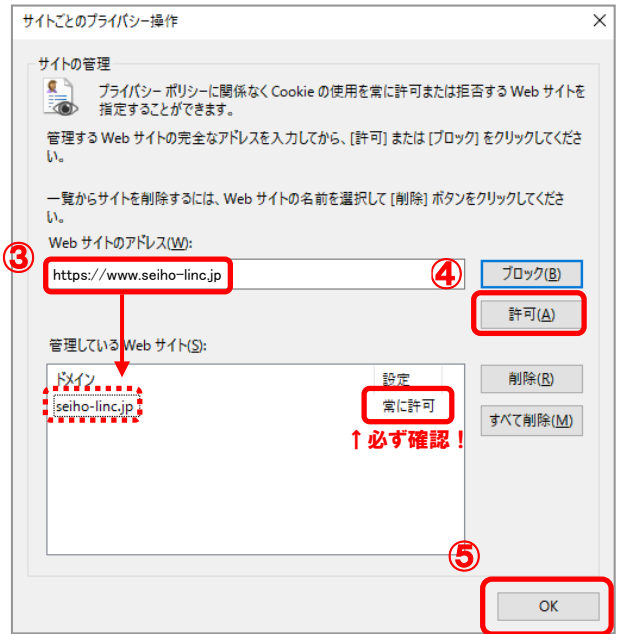 サイトごとのプライバシー操作
サイトの管理
プライバシー ポリシーに関係なく Cookie の使用を常に許可または拒否する Web サイトを
指定することができます。
管理する Web サイトの完全なアドレスを入力してから、[許可] または [ブロック] をクリックしてくださ
い。
一覧からサイトを削除するには、Web サイトの名前を選択して [削除] ボタンをクリックしてくださ
い。
③
Web サイトのアドレス(W):
https://www.seiho-linc.jp
④
ブロック(B)
許可(A)
管理している Web サイト(S):
ドメイン 設定
seiho-linc.jp 常に許可
↑必ず確認！
削除(R)
すべて削除(M)
⑤
OK